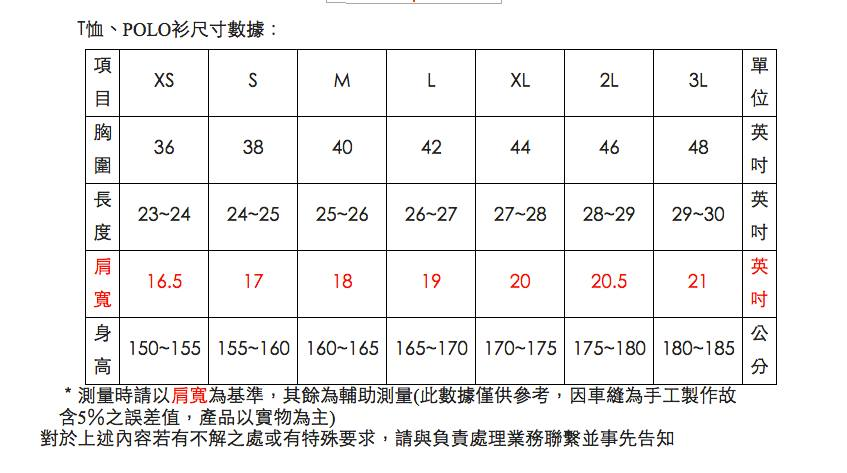 T恤、POLO衫尺寸數據：
項目 XS S M L XL 2L 3L 單位
胸圍 36 38 40 42 44 46 48 英吋
長度 23~24 24~25 25~26 26~27 27~28 28~29 29~30 英吋
肩寬 16.5 17 18 19 20 20.5 21 英吋
身高 150~155 155~160 160~165 165~170 170~175 175~180 180~185 公分
*測量時請以肩寬為基準，其餘為輔助測量(此數據僅供參考，因車縫為手工製作故
含5%之誤差值，產品以實物為主)
對於上述內容若有不解之處或有特殊要求，請與負責處理業務聯繫並事先告知